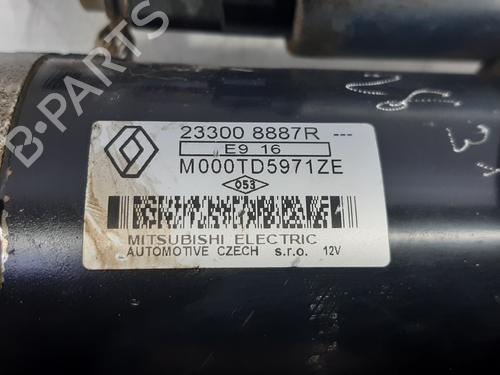 B-PARTS
23300 8887R ---
E9 16
M000TD5971ZE
053
MITSUBISHI ELECTRIC
AUTOMOTIVE CZECH s.r.o. 12V